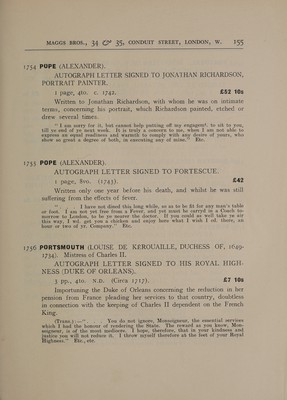 MAGGS BROS., 34 & 35, CONDUIT STREET, LONDON, W. 155
1754 POPE (ALEXANDER).
AUTOGRAPH LETTER SIGNED TO JONATHAN RICHARDSON,
PORTRAIT PAINTER.
1 page, 4to. c. 1742. £52 10s
Written to Jonathan Richardson, with whom he was on intimate
terms, concerning his portrait, which Richardson painted, etched or
drew several times.
" I am sorry for it, but cannot help putting off my engagemt. to sit to you,
till ye end of ye next week. It is truly a concern to me, when I am not able to
express an equal readiness and warmth to comply with any desire of yours, who
show so great a degree of both, in executing any of mine." Etc.
1755 POPE (ALEXANDER).
AUTOGRAPH LETTER SIGNED TO FORTESCUE.
1 page, 8vo. (1743). £42
Written only one year before his death, and whilst he was still
suffering from the effects of fever.
" . . . I have not dined this long while, so as to be fit for any man's table
or foot. I am not yet free from a Fever, and yet must be carryd in a Coach to-
morrow to London, to be ye nearer the doctor. If you could as well take ye air
this way, I wd. get you a chicken and enjoy here what I wish I cd. there, an
hour or two of yr. Company." Etc.
1756 PORTSMOUTH (LOUISE DE KEROUAILLE, DUCHESS OF, 1649-
1734). Mistress of Charles II.
AUTOGRAPH LETTER SIGNED TO HIS ROYAL HIGH-
NESS (DUKE OF ORLEANS).
3 pp., 4to. N.D. (Circa 1717). £7 10s
Importuning the Duke of Orleans concerning the reduction in her
pension from France pleading her services to that country, doubtless
in connection with the keeping of Charles II dependent on the French
King.
(Trans.):—" . . . You do not ignore, Monseigneur, the essential services
which I had the honour of rendering the State. The reward as you know, Mon-
seigneur, is of the most mediocre. I hope, therefore, that in your kindness and
justice you will not reduce it. I throw myself therefore at the feet of your Royal
Highness." Etc., etc.